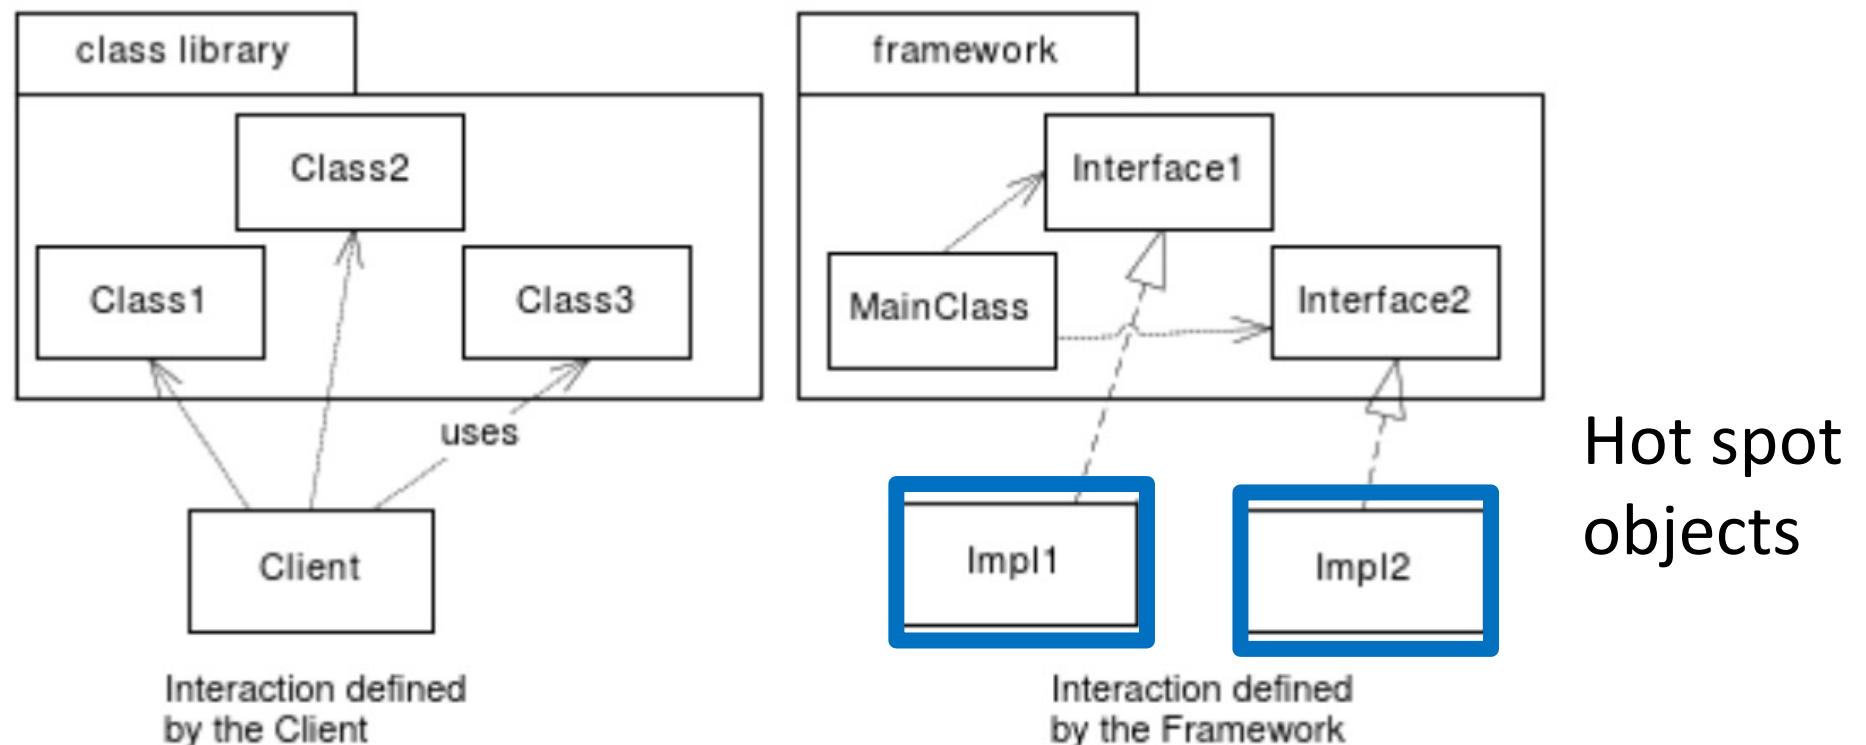 class library
Class2
Class1
Class3
uses
Client
Interaction defined
by the Client
framework
Interface1
MainClass
Interface2
Impl1
Impl2
Interaction defined
by the Framework
Hot spot
objects